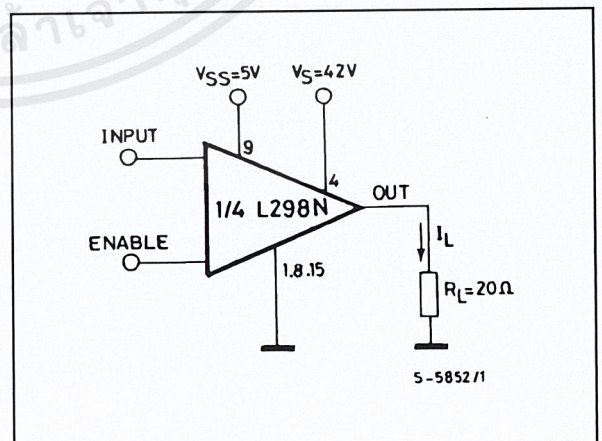 VSS=5V VS=42V
INPUT
9
4
OUT
1/4 L298N
IL
ENABLE
1.8.15
RL=20Ω
S-5852/1